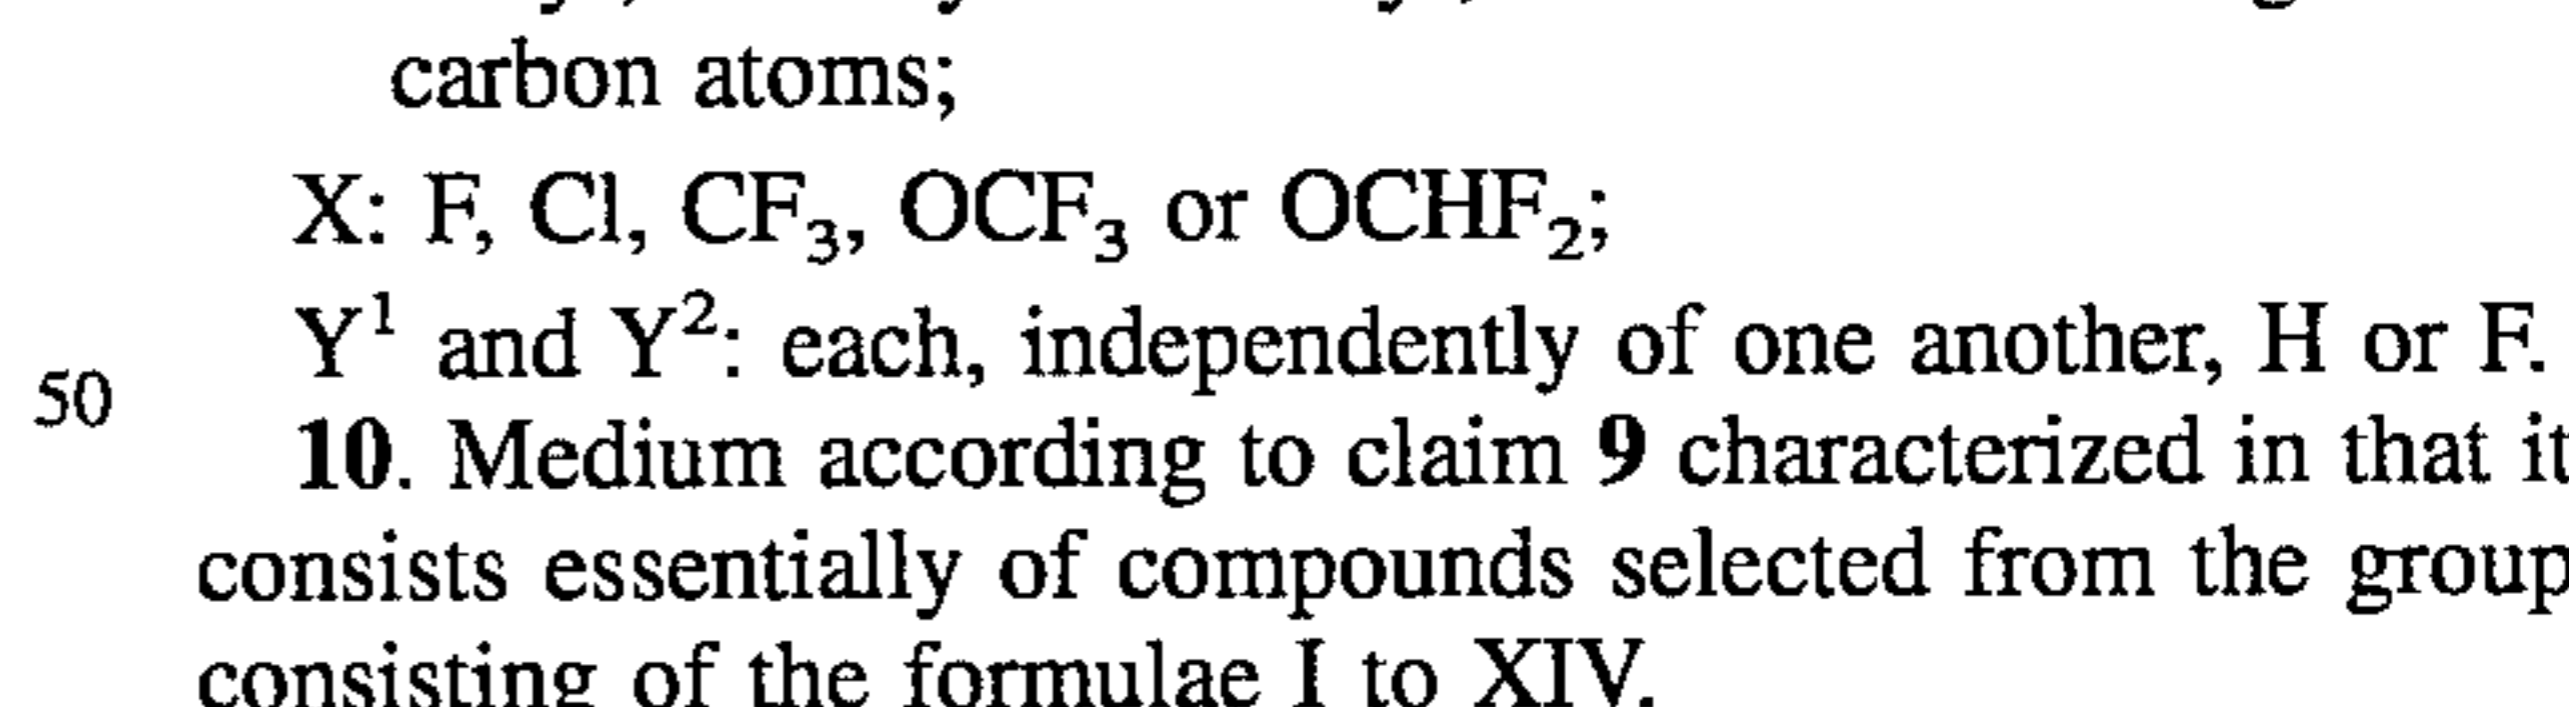 carbon atoms;
X: F, Cl, CF₃, OCF₃ or OCHF₂;
Y¹ and Y²: each, independently of one another, H or F.
50
10. Medium according to claim 9 characterized in that it
consists essentially of compounds selected from the group
consisting of the formulae I to XIV.